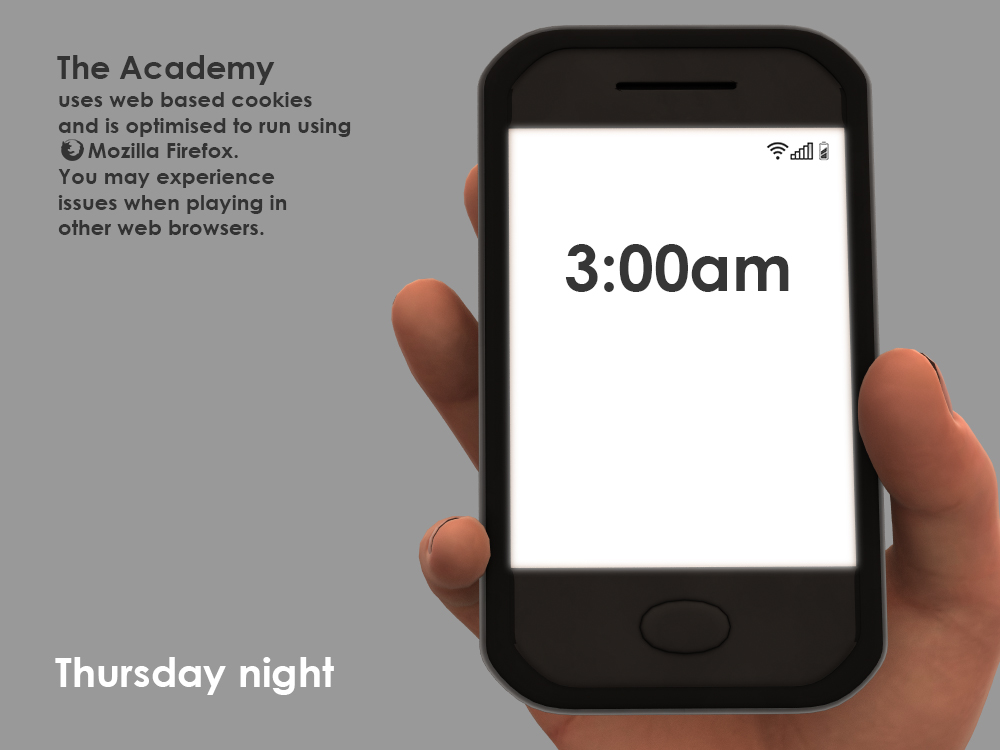 The Academy
uses web based cookies
and is optimised to run using
Mozilla Firefox.
You may experience
issues when playing in
other web browsers.
3:00am
Thursday night